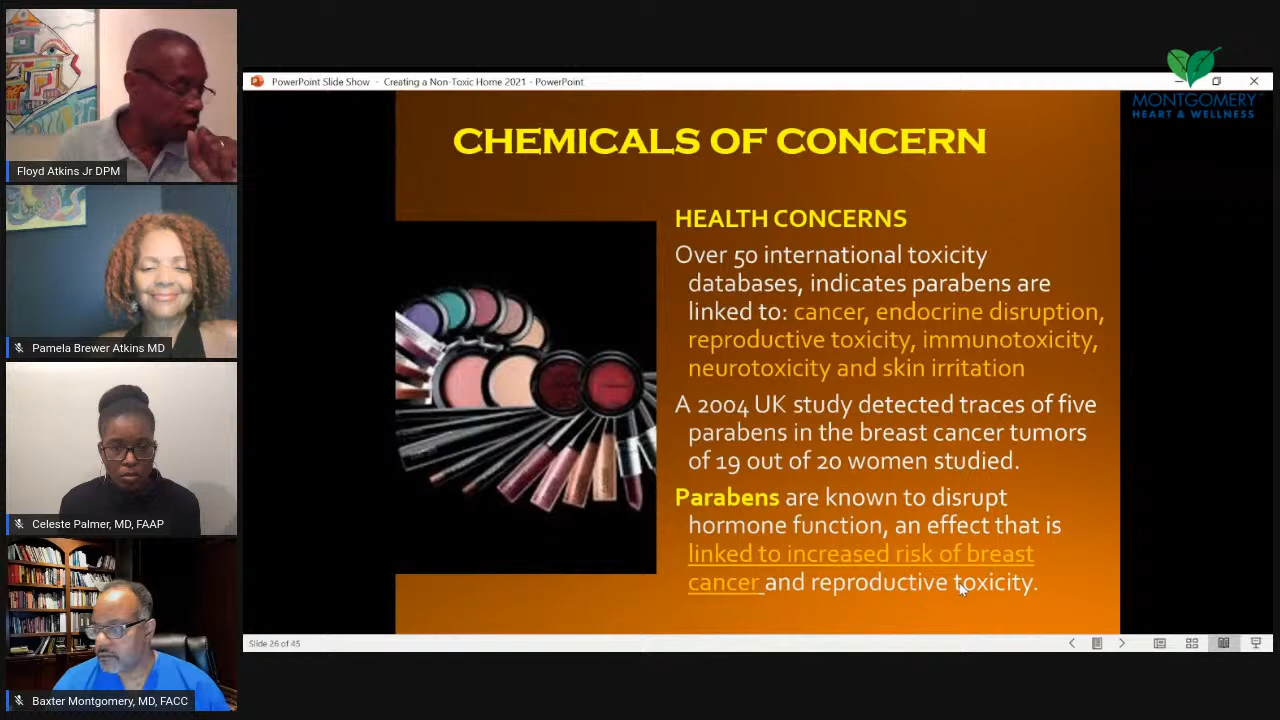 PowerPoint Slide Show - Creating a Non-Toxic Home 2021 - PowerPoint
MONTGOMERY
HEART & WELLNESS
CHEMICALS OF CONCERN
HEALTH CONCERNS
Over 50 international toxicity
databases, indicates parabens are
linked to: cancer, endocrine disruption,
reproductive toxicity, immunotoxicity,
neurotoxicity and skin irritation
A 2004 UK study detected traces of five
parabens in the breast cancer tumors
of 19 out of 20 women studied.
Parabens are known to disrupt
hormone function, an effect that is
linked to increased risk of breast
cancer and reproductive toxicity.
Slide 26 of 45
Floyd Atkins Jr DPM
Pamela Brewer Atkins MD
Celeste Palmer, MD, FAAP
Baxter Montgomery, MD, FACC